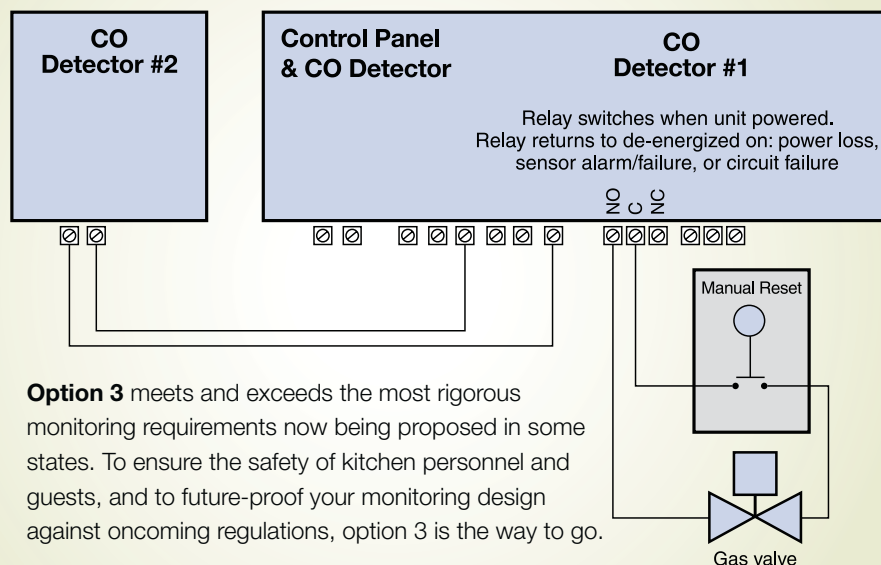 CO
Detector #2
Control Panel
& CO Detector
CO
Detector #1
Relay switches when unit powered.
Relay returns to de-energized on: power loss,
sensor alarm/failure, or circuit failure
NO
C
NC
Manual Reset
Option 3 meets and exceeds the most rigorous
monitoring requirements now being proposed in some
states. To ensure the safety of kitchen personnel and
guests, and to future-proof your monitoring design
against oncoming regulations, option 3 is the way to go.
Gas valve